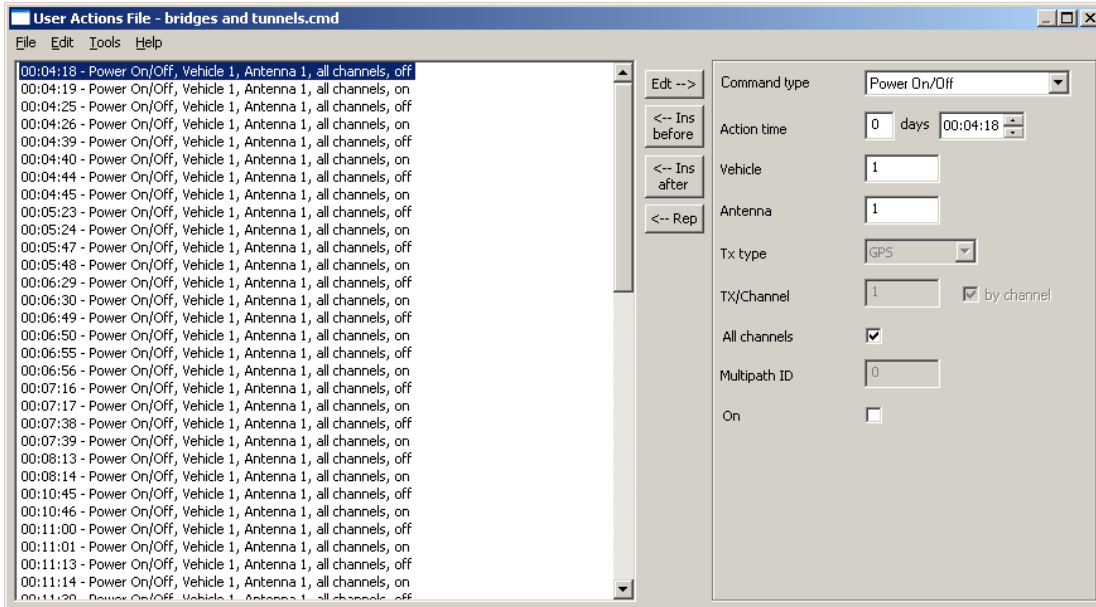 User Actions File - bridges and tunnels.cmd
File Edit Tools Help
00:04:18 - Power On/Off, Vehicle 1, Antenna 1, all channels, off
00:04:19 - Power On/Off, Vehicle 1, Antenna 1, all channels, on
00:04:25 - Power On/Off, Vehicle 1, Antenna 1, all channels, off
00:04:26 - Power On/Off, Vehicle 1, Antenna 1, all channels, on
00:04:39 - Power On/Off, Vehicle 1, Antenna 1, all channels, off
00:04:40 - Power On/Off, Vehicle 1, Antenna 1, all channels, on
00:04:44 - Power On/Off, Vehicle 1, Antenna 1, all channels, off
00:04:45 - Power On/Off, Vehicle 1, Antenna 1, all channels, on
00:05:23 - Power On/Off, Vehicle 1, Antenna 1, all channels, off
00:05:24 - Power On/Off, Vehicle 1, Antenna 1, all channels, on
00:05:47 - Power On/Off, Vehicle 1, Antenna 1, all channels, off
00:05:48 - Power On/Off, Vehicle 1, Antenna 1, all channels, on
00:06:29 - Power On/Off, Vehicle 1, Antenna 1, all channels, off
00:06:30 - Power On/Off, Vehicle 1, Antenna 1, all channels, on
00:06:49 - Power On/Off, Vehicle 1, Antenna 1, all channels, off
00:06:50 - Power On/Off, Vehicle 1, Antenna 1, all channels, on
00:06:55 - Power On/Off, Vehicle 1, Antenna 1, all channels, off
00:06:56 - Power On/Off, Vehicle 1, Antenna 1, all channels, on
00:07:16 - Power On/Off, Vehicle 1, Antenna 1, all channels, off
00:07:17 - Power On/Off, Vehicle 1, Antenna 1, all channels, on
00:07:38 - Power On/Off, Vehicle 1, Antenna 1, all channels, off
00:07:39 - Power On/Off, Vehicle 1, Antenna 1, all channels, on
00:08:13 - Power On/Off, Vehicle 1, Antenna 1, all channels, off
00:08:14 - Power On/Off, Vehicle 1, Antenna 1, all channels, on
00:10:45 - Power On/Off, Vehicle 1, Antenna 1, all channels, off
00:10:46 - Power On/Off, Vehicle 1, Antenna 1, all channels, on
00:11:00 - Power On/Off, Vehicle 1, Antenna 1, all channels, off
00:11:01 - Power On/Off, Vehicle 1, Antenna 1, all channels, on
00:11:13 - Power On/Off, Vehicle 1, Antenna 1, all channels, off
00:11:14 - Power On/Off, Vehicle 1, Antenna 1, all channels, on
00:11:30 - Power On/Off, Vehicle 1, Antenna 1, all channels, off
Edt -->
<-- Ins
before
<-- Ins
after
<-- Rep
Command type Power On/Off
Action time 0 days 00:04:18
Vehicle 1
Antenna 1
Tx type GPS
TX/Channel 1 by channel
All channels
Multipath ID 0
On